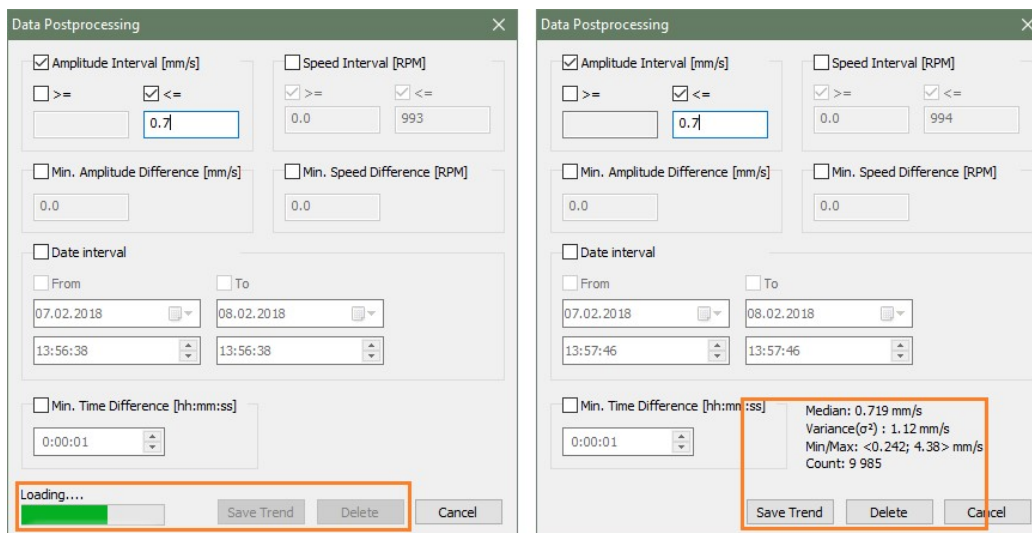 Data Postprocessing
Amplitude Interval [mm/s]
Speed Interval [RPM]
>=
<=
>=
<=
0.7
0.0
993
Min. Amplitude Difference [mm/s]
Min. Speed Difference [RPM]
0.0
0.0
Date interval
From
To
07.02.2018
08.02.2018
13:56:38
13:56:38
Min. Time Difference [hh:mm:ss]
0:00:01
Loading....
Save Trend
Delete
Cancel
Data Postprocessing
Amplitude Interval [mm/s]
Speed Interval [RPM]
>=
<=
>=
<=
0.7
0.0
994
Min. Amplitude Difference [mm/s]
Min. Speed Difference [RPM]
0.0
0.0
Date interval
From
To
07.02.2018
08.02.2018
13:57:46
13:57:46
Min. Time Difference [hh:mm:ss]
0:00:01
Median: 0.719 mm/s
Variance(σ²) : 1.12 mm/s
Min/Max: <0.242; 4.38> mm/s
Count: 9 985
Save Trend
Delete
Cancel